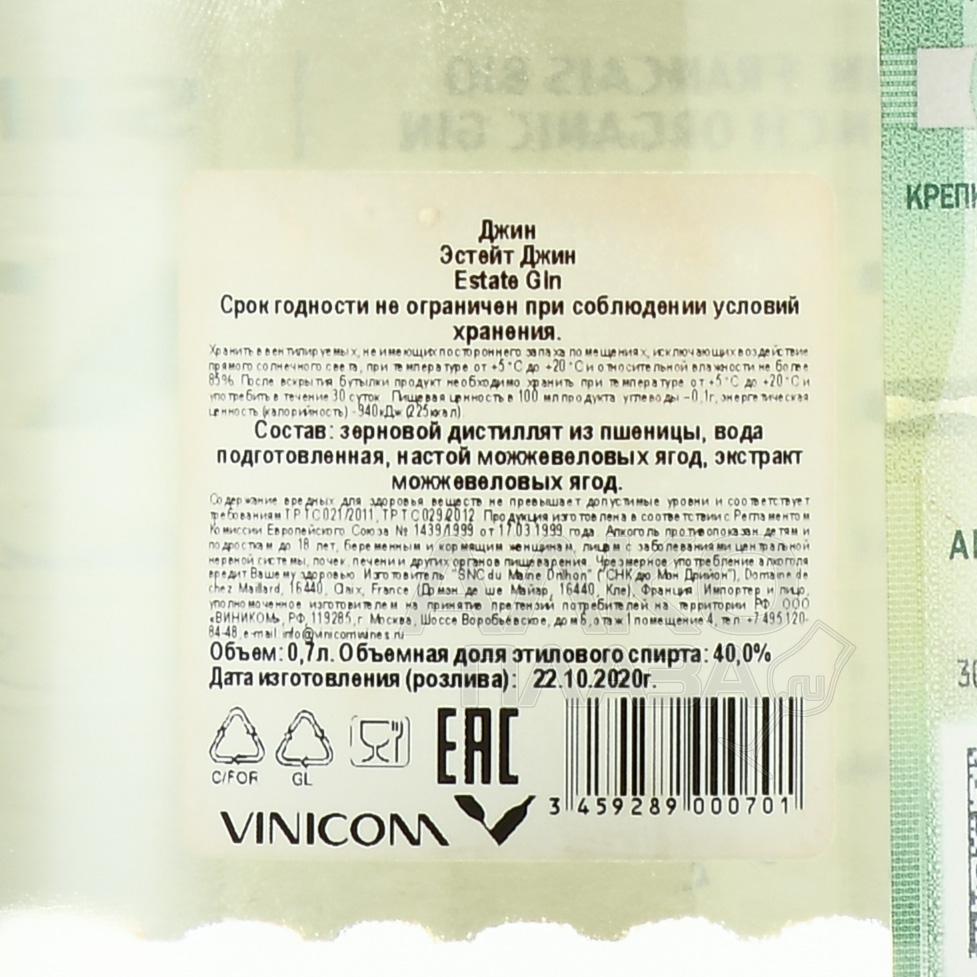 КРЕПК
Джин
Эстейт Джин
Estate GIn
Срок годности не ограничен при соблюдении условий
хранения.
Хранить в вентилируемых, не имеющих постороннего запаха помещениях, исключающих воздействие
прямого солнечного света, при температуре от +5°С до +20°С и относительной влажности не более
85%. После вскрытия бутылки продукт необходимо хранить при температуре от +5°С до +20°С и
употребить в течение 30 суток. Пищевая ценность в 100 мл продукта: углеводы –0,1г, энергетическая
ценность (калорийность) -940кДж (225ккал).
Состав: зерновой дистиллят из пшеницы, вода
подготовленная, настой можжевеловых ягод, экстракт
можжевеловых ягод.
Содержание вредных для здоровья веществ не превышает допустимые уровни и соответствует
требованиям ТР ТС 021/2011, ТР ТС 029/2012. Продукция изготовлена в соответствии с Регламентом
Комиссии Европейского Союза № 1439/1999 от 17.03.1999 года. Алкоголь противопоказан детям и
подросткам до 18 лет, беременным и кормящим женщинам, лицам с заболеваниями центральной
нервной системы, почек, печени и других органов пищеварения. Чрезмерное употребление алкоголя
вредит Вашему здоровью. Изготовитель "SNC du Maine Drilhon" ("СНК дю Мэн Дрийон"), Domaine de
chez Maillard, 16440, Claix, France (Домэн де ше Майар, 16440, Кле), Франция. Импортер и лицо,
уполномоченное изготовителем на принятие претензий потребителей на территории РФ: ООО
«ВИНИКОМ», РФ, 119285, г. Москва, Шоссе Воробьёвское, дом 6, этаж 1 помещение 4, тел. +7 495 120-
84-48, e-mail: info@vinicomwines.ru
Объем: 0,7л. Объемная доля этилового спирта: 40,0%
Дата изготовления (розлива): 22.10.2020г.
C/FOR GL EAC
3 459289 000701
VINICOM